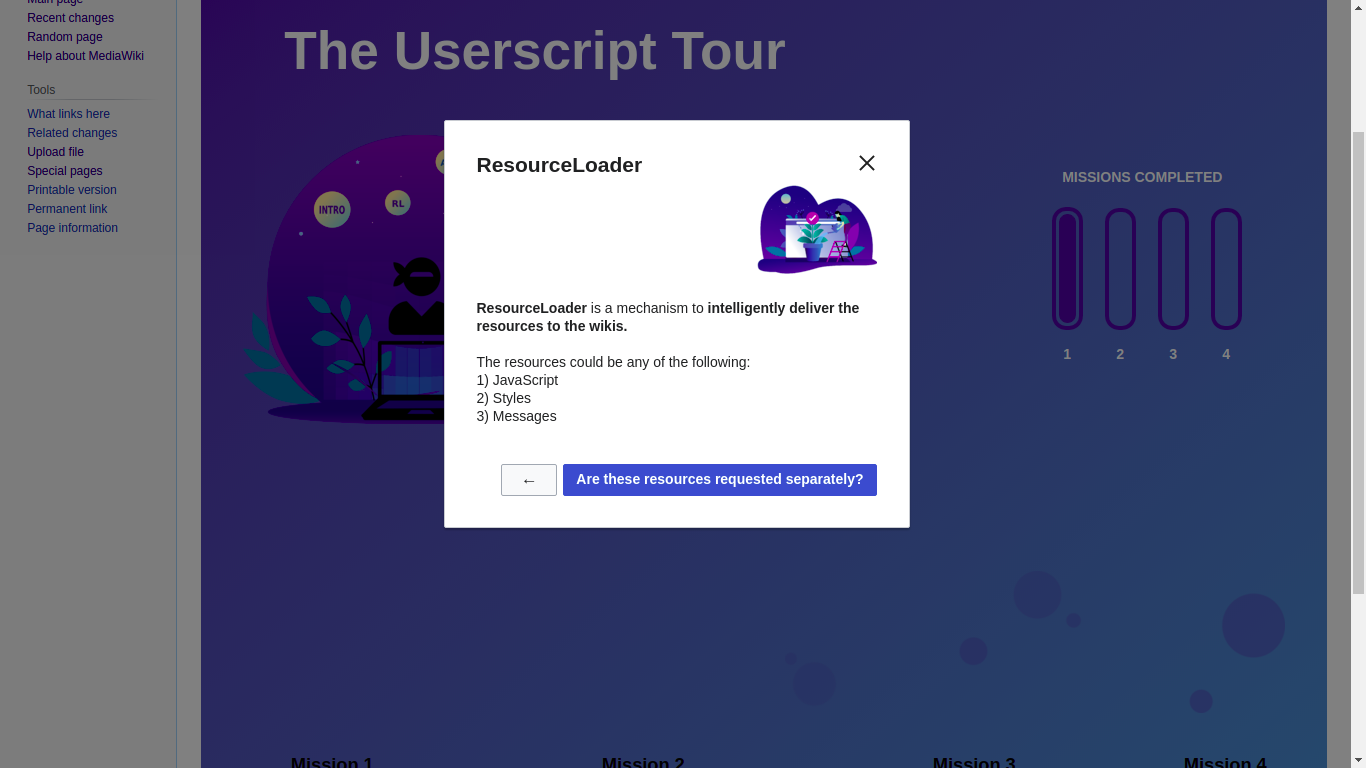 Main page
Recent changes
Random page
Help about MediaWiki
Tools
What links here
Related changes
Upload file
Special pages
Printable version
Permanent link
Page information
The Userscript Tour
INTRO
RL
ResourceLoader
ResourceLoader is a mechanism to intelligently deliver the
resources to the wikis.
The resources could be any of the following:
1) JavaScript
2) Styles
3) Messages
←
Are these resources requested separately?
MISSIONS COMPLETED
1 2 3 4
Mission 1 Mission 2 Mission 3 Mission 4